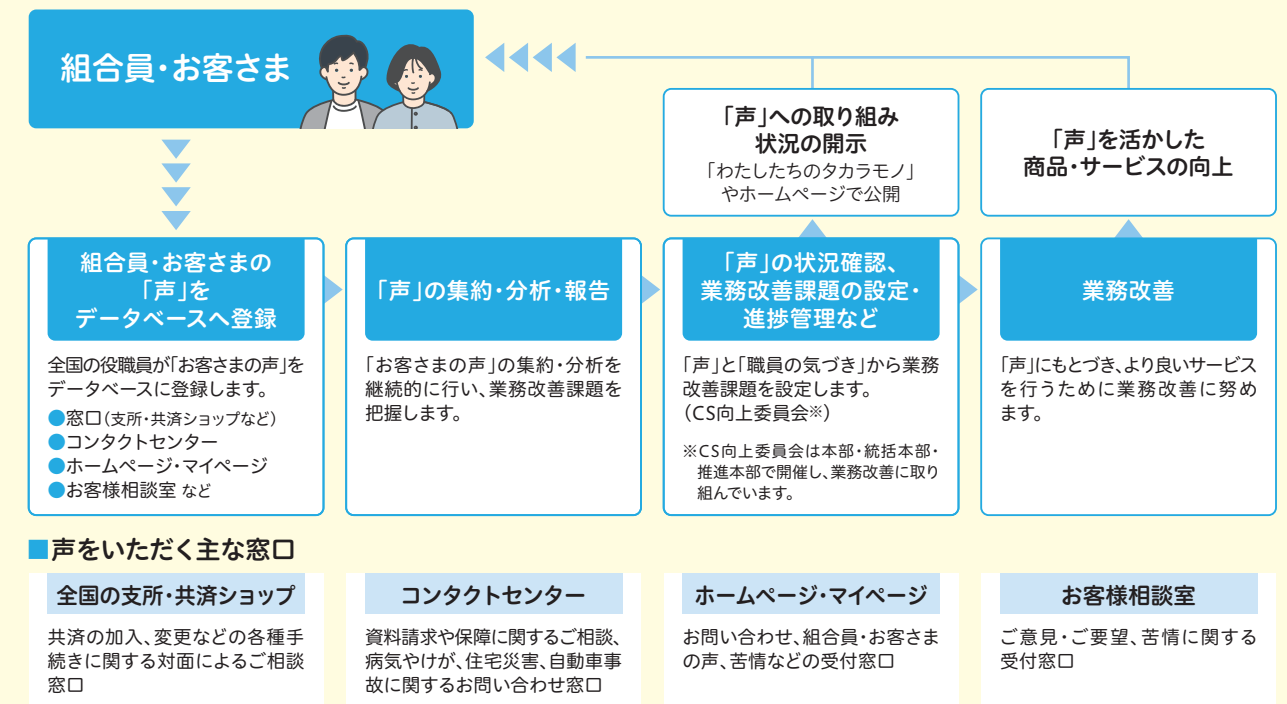 組合員・お客さま
「声」への取り組み
状況の開示
「わたしたちのタカラモノ」
やホームページで公開
「声」を活かした
商品・サービスの向上
組合員・お客さまの
「声」を
データベースへ登録
全国の役職員が「お客さまの声」を
データベースに登録します。
●窓口(支所・共済ショップなど)
●コンタクトセンター
●ホームページ・マイページ
●お客様相談室 など
「声」の集約・分析・報告
「お客さまの声」の集約・分析を
継続的に行い、業務改善課題を
把握します。
「声」の状況確認、
業務改善課題の設定・
進捗管理など
「声」と「職員の気づき」から業務
改善課題を設定します。
(CS向上委員会※)
※CS向上委員会は本部・統括本部・
推進本部で開催し、業務改善に取り
組んでいます。
業務改善
「声」にもとづき、より良いサービス
を行うために業務改善に努め
ます。
■声をいただく主な窓口
全国の支所・共済ショップ
共済の加入、変更などの各種手
続きに関する対面によるご相談
窓口
コンタクトセンター
資料請求や保障に関するご相談、
病気やけが、住宅災害、自動車事
故に関するお問い合わせ窓口
ホームページ・マイページ
お問い合わせ、組合員・お客さま
の声、苦情などの受付窓口
お客様相談室
ご意見・ご要望、苦情に関する
受付窓口